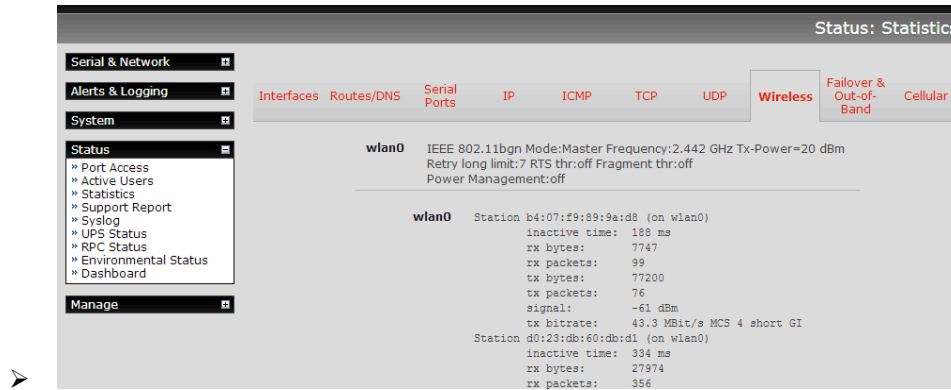 Status: Statistics
Serial & Network
Alerts & Logging
System
Status
» Port Access
» Active Users
» Statistics
» Support Report
» Syslog
» UPS Status
» RPC Status
» Environmental Status
» Dashboard
Manage
Interfaces Routes/DNS Serial Ports IP ICMP TCP UDP Wireless Failover & Out-of-Band Cellular
wlan0 IEEE 802.11bgn Mode:Master Frequency:2.442 GHz Tx-Power=20 dBm
Retry long limit:7 RTS thr:off Fragment thr:off
Power Management:off
wlan0 Station b4:07:f9:89:9a:d8 (on wlan0)
inactive time: 188 ms
rx bytes: 7747
rx packets: 99
tx bytes: 77200
tx packets: 76
signal: -61 dBm
tx bitrate: 43.3 MBit/s MCS 4 short GI
Station d0:23:db:60:db:d1 (on wlan0)
inactive time: 334 ms
rx bytes: 27974
rx packets: 356